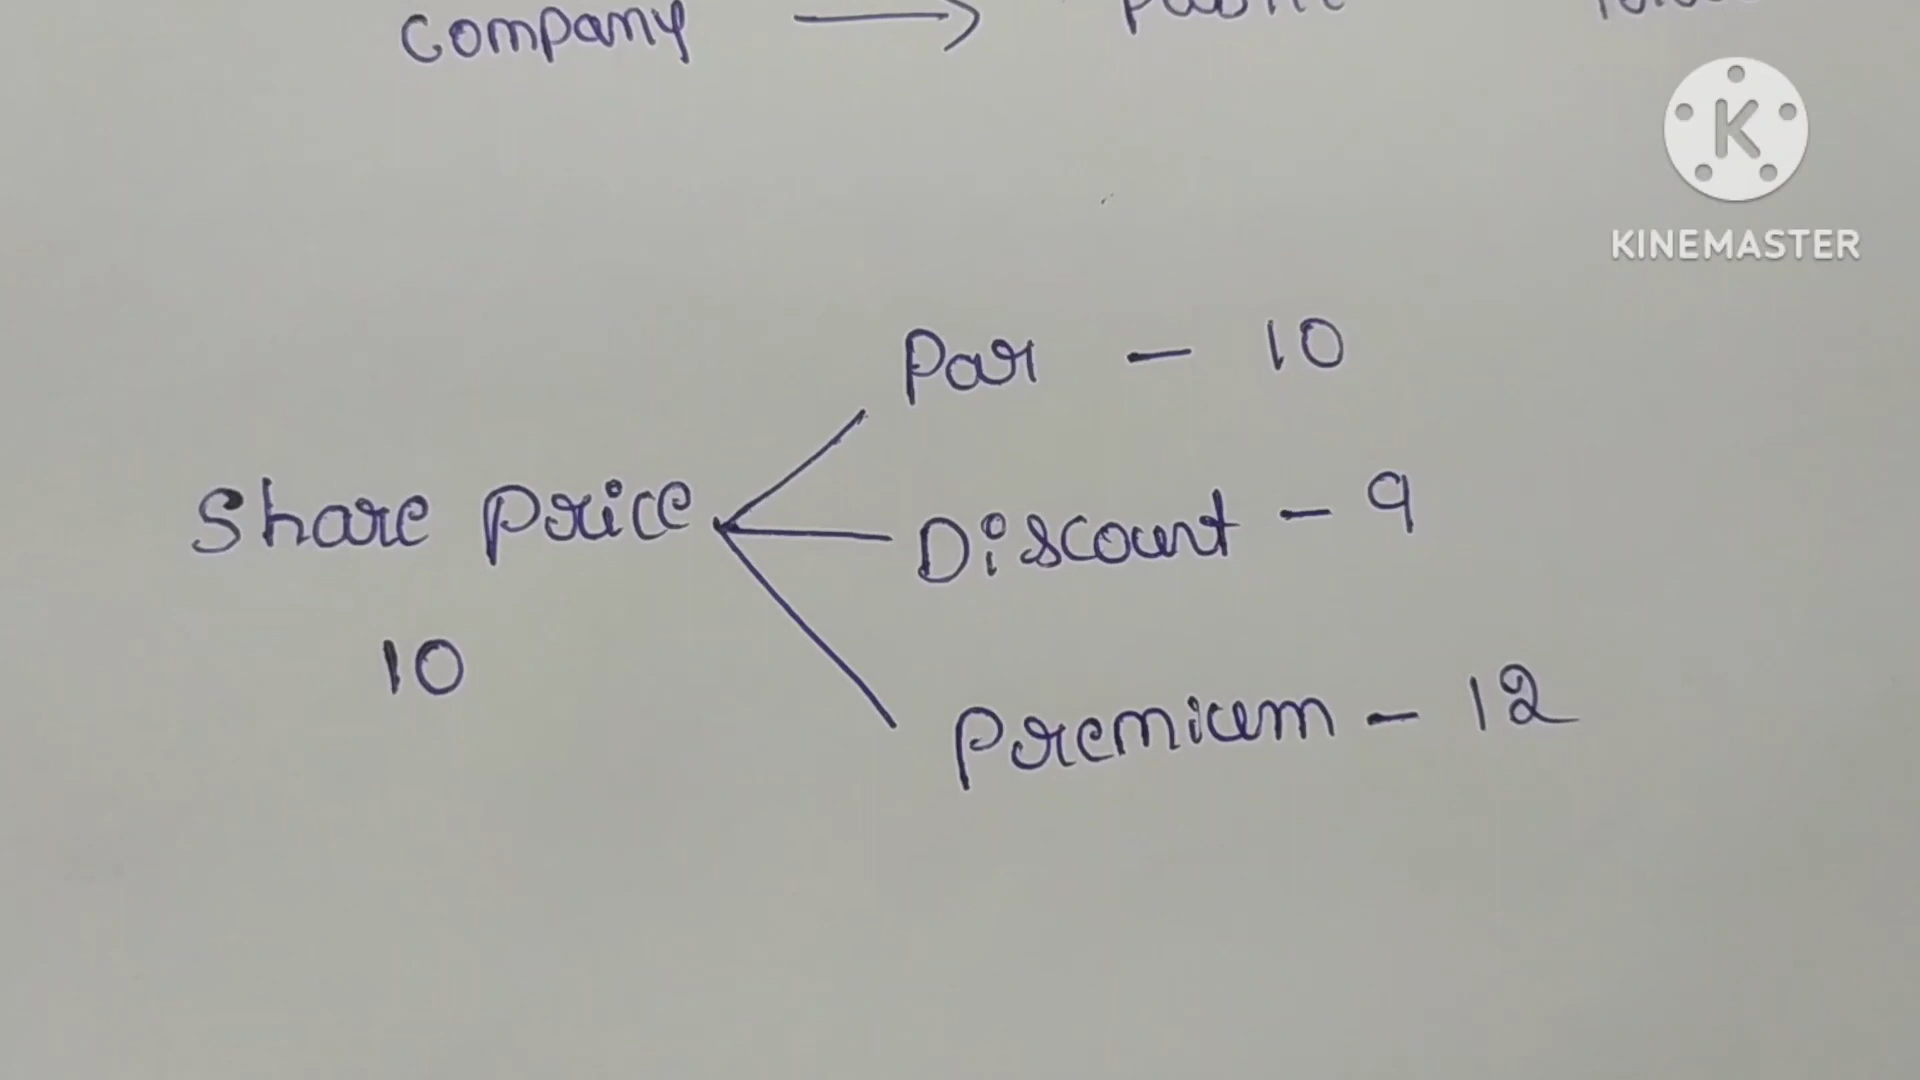 Company →
KINEMASTER
Par - 10
Share price
Discount - 9
10
Premium - 12